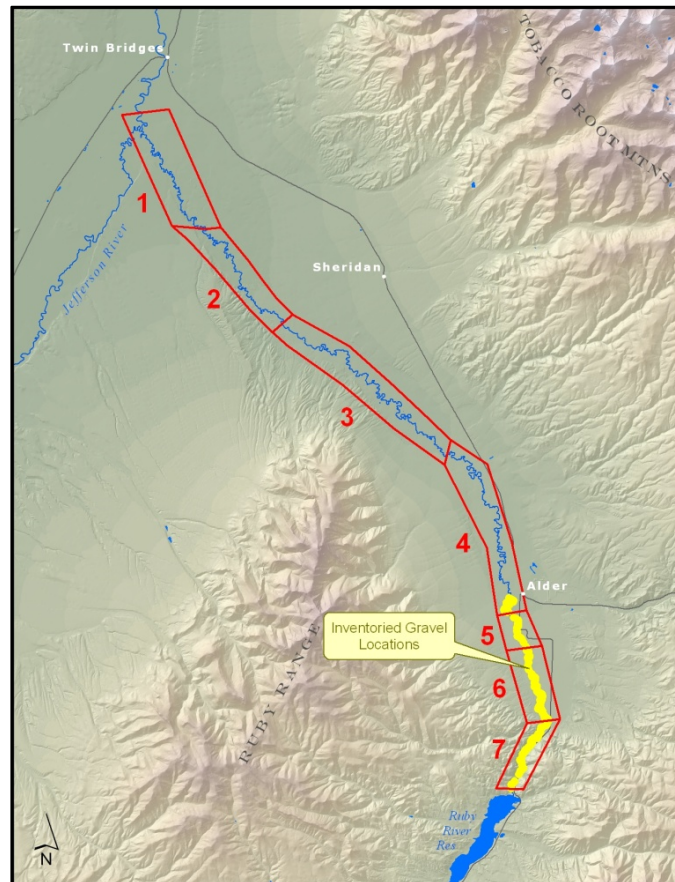 Twin Bridges
TOBACCO ROOT MTNS
1
Jefferson River
Sheridan
2
3
4
Alder
Inventoried Gravel
Locations
5
6
RUBY RANGE
7
Ruby
River
Res
N